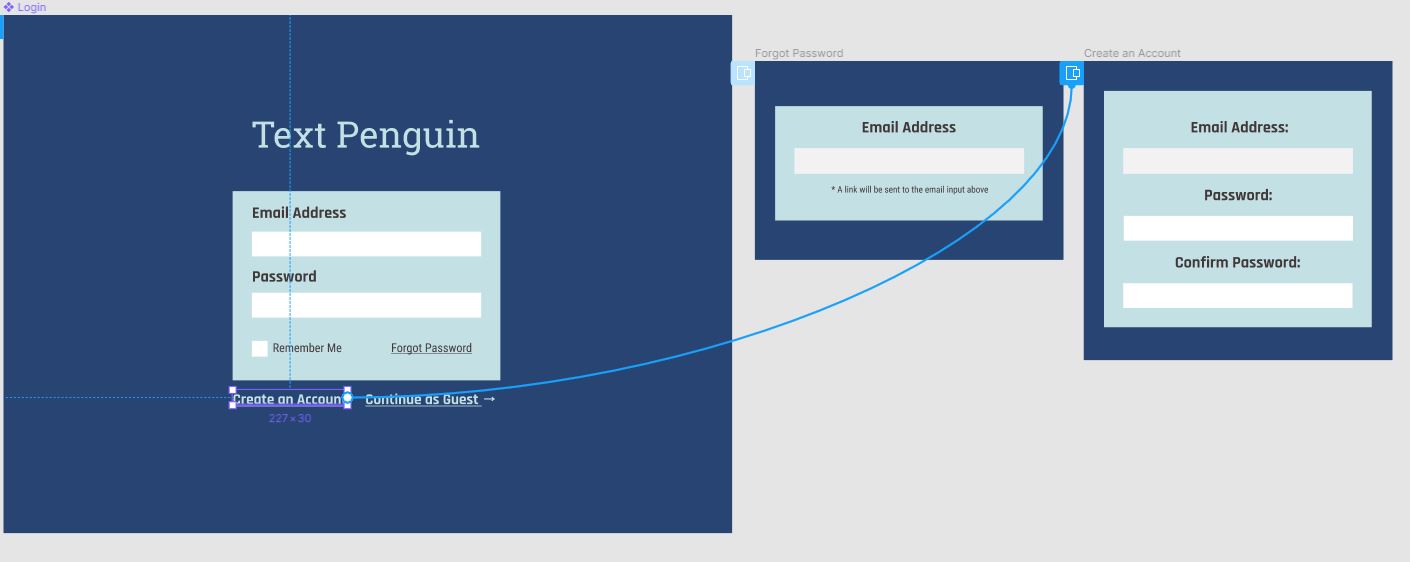 Login
Text Penguin
Email Address
Password
Remember Me
Forgot Password
Create an Account
Continue as Guest →
227 × 30
Forgot Password
Email Address
* A link will be sent to the email input above
Create an Account
Email Address:
Password:
Confirm Password: